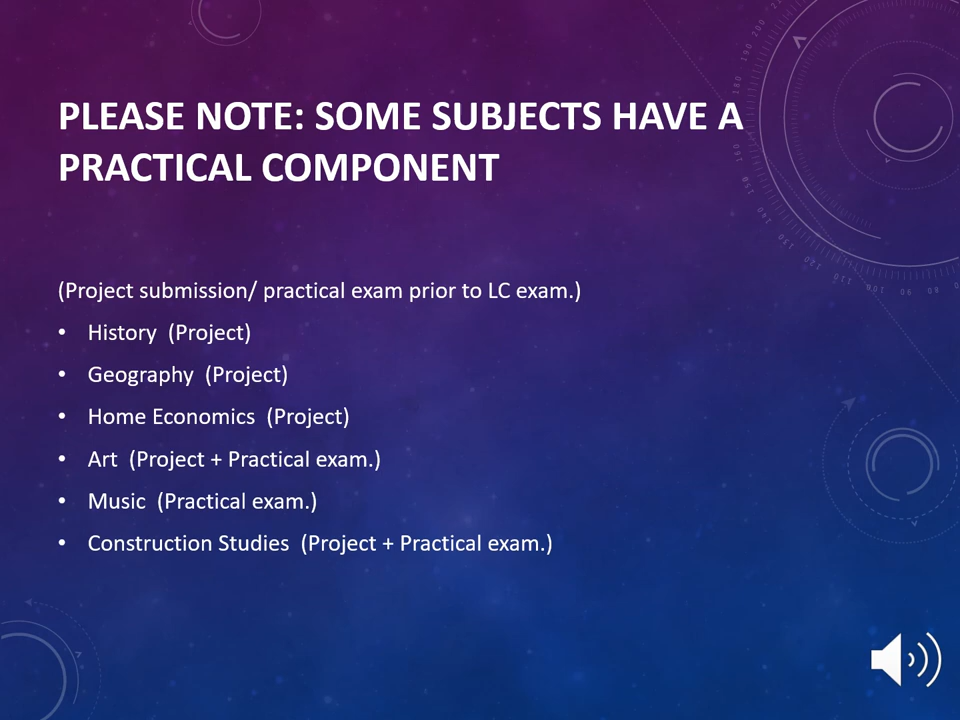 PLEASE NOTE: SOME SUBJECTS HAVE A
PRACTICAL COMPONENT
(Project submission/ practical exam prior to LC exam.)
• History (Project)
• Geography (Project)
• Home Economics (Project)
• Art (Project + Practical exam.)
• Music (Practical exam.)
• Construction Studies (Project + Practical exam.)